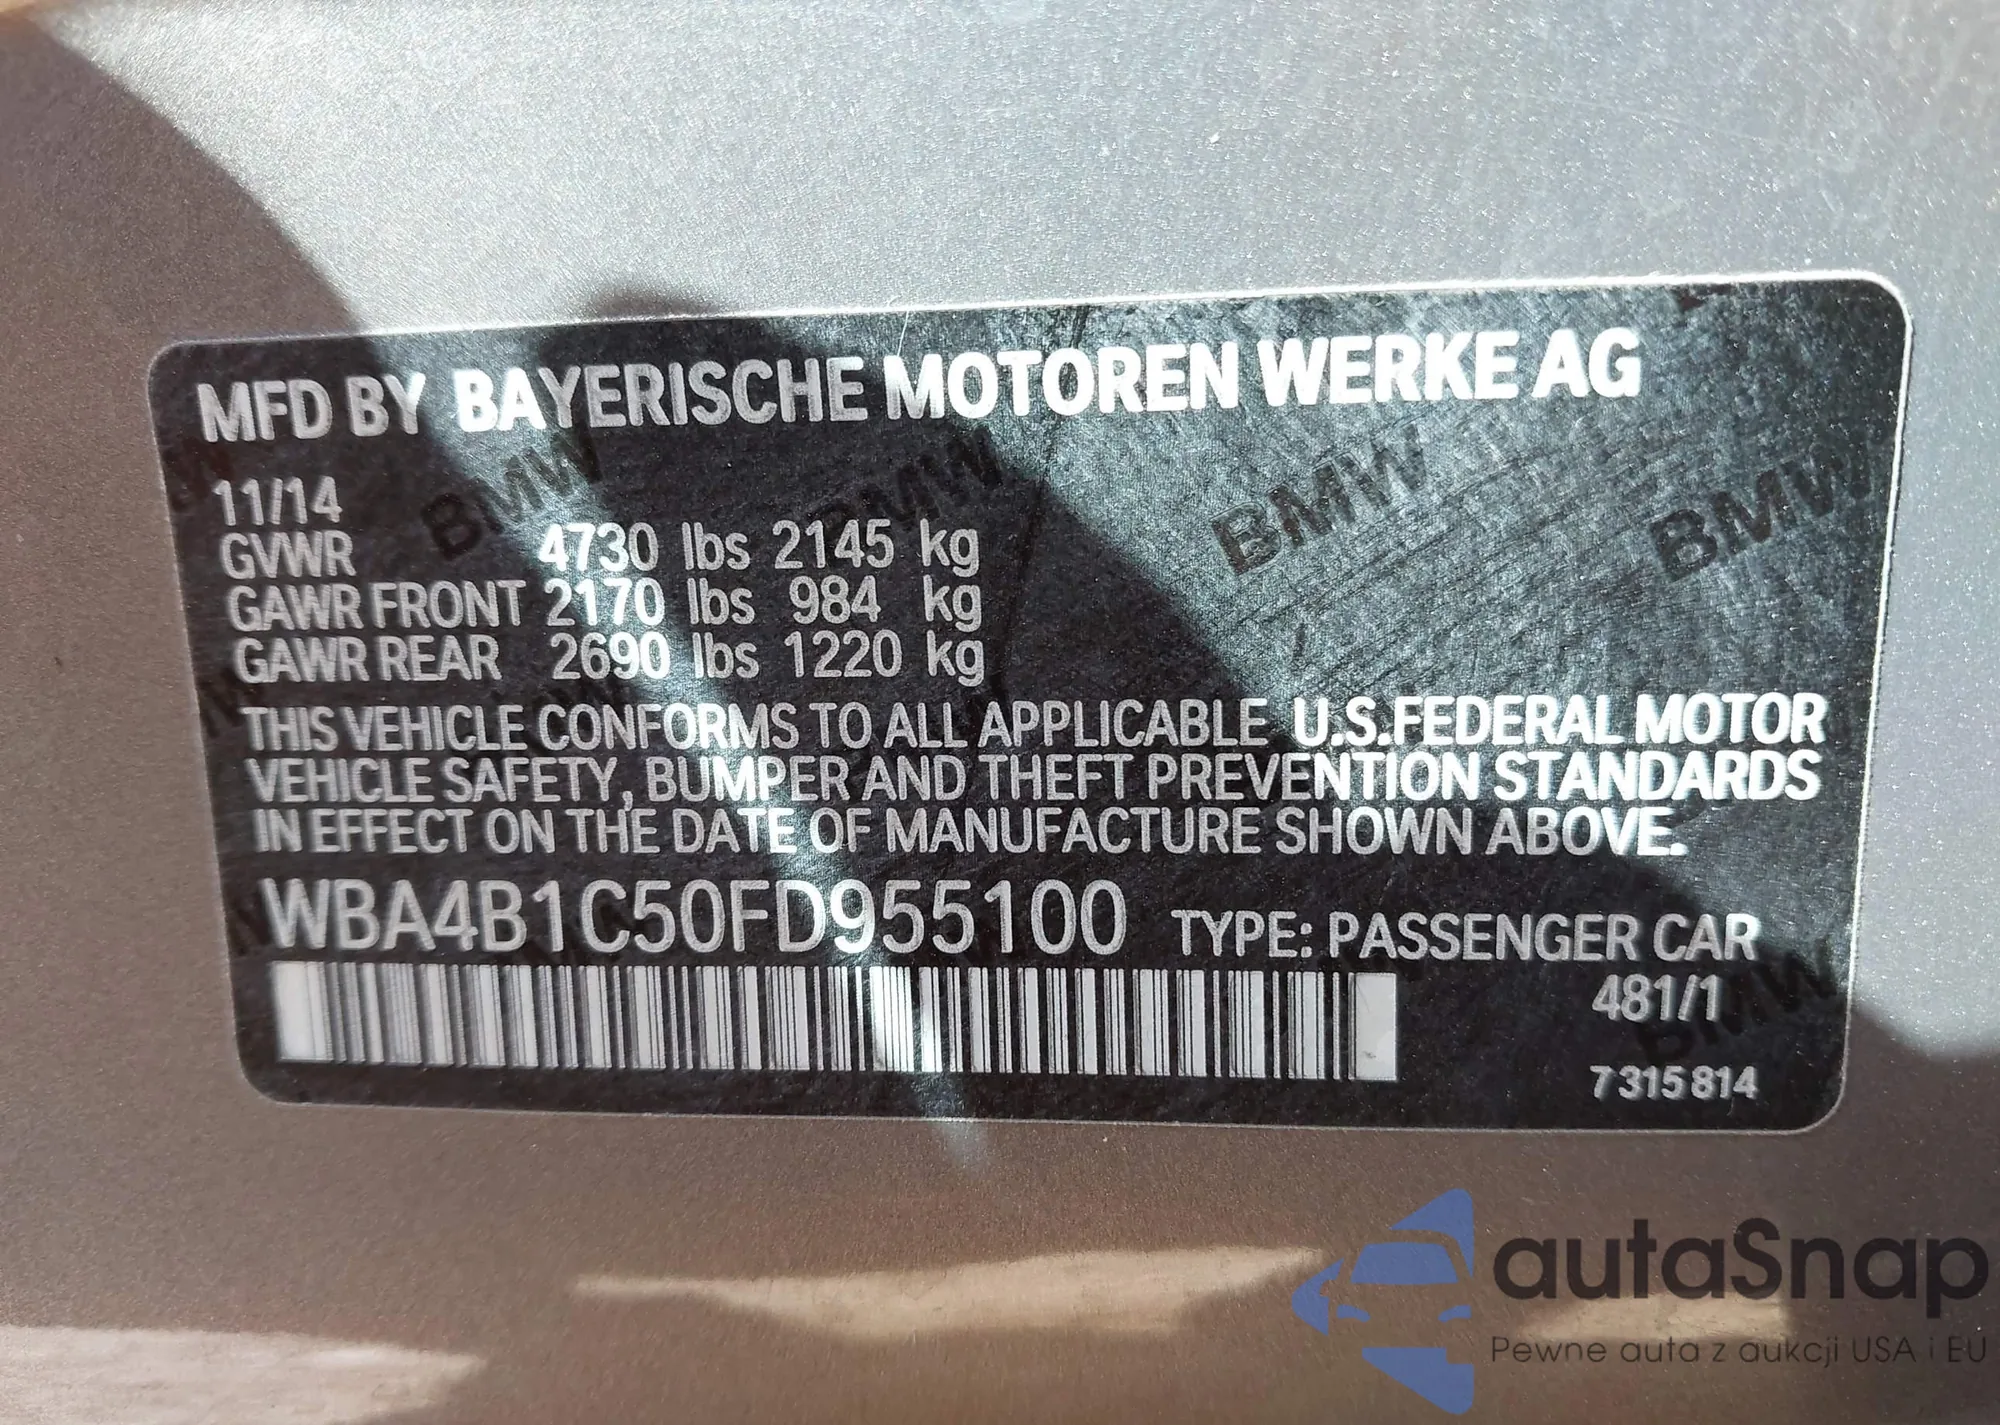 MFD BY BAYERISCHE MOTOREN WERKE AG
11/14
GVWR 4730 lbs 2145 kg
GAWR FRONT 2170 lbs 984 kg
GAWR REAR 2690 lbs 1220 kg
THIS VEHICLE CONFORMS TO ALL APPLICABLE U.S.FEDERAL MOTOR
VEHICLE SAFETY, BUMPER AND THEFT PREVENTION STANDARDS
IN EFFECT ON THE DATE OF MANUFACTURE SHOWN ABOVE.
WBA4B1C50FD955100 TYPE: PASSENGER CAR
481/1
7 315 814
BMW BMW BMW BMW
BMW
autaSnap
Pewne auta z aukcji USA i EU